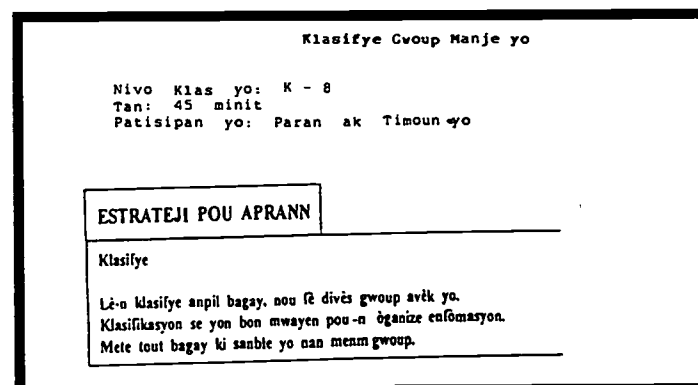 Klasifye Gwoup Manje yo
Nivo Klas yo: K - 8
Tan: 45 minit
Patisipan yo: Paran ak Timoun yo
ESTRATEJI POU APRANN
Klasifye
Lè-n klasifye anpil bagay, nou fè divès gwoup avèk yo.
Klasifikasyon se yon bon mwayen pou-n òganize enfòmasyon.
Mete tout bagay ki sanble yo nan menm gwoup.